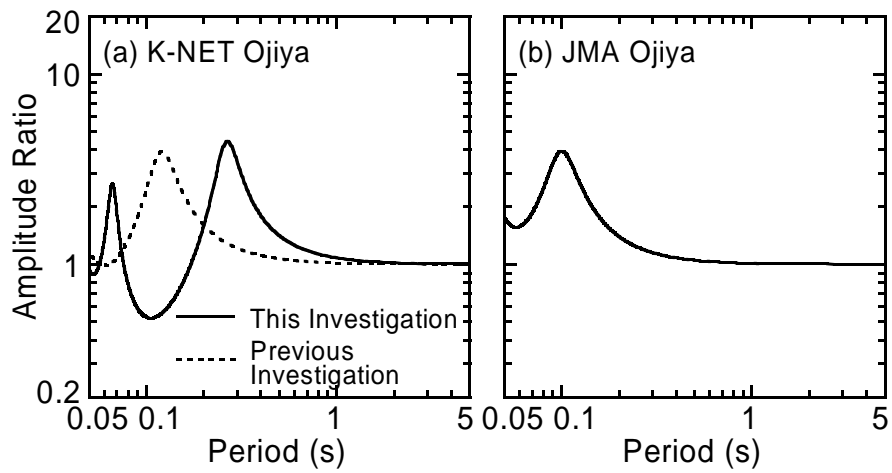 20
10
1
0.2
Amplitude Ratio
(a) K-NET Ojiya
This Investigation
Previous
Investigation
0.05 0.1 1 5
Period (s)
(b) JMA Ojiya
0.05 0.1 1 5
Period (s)